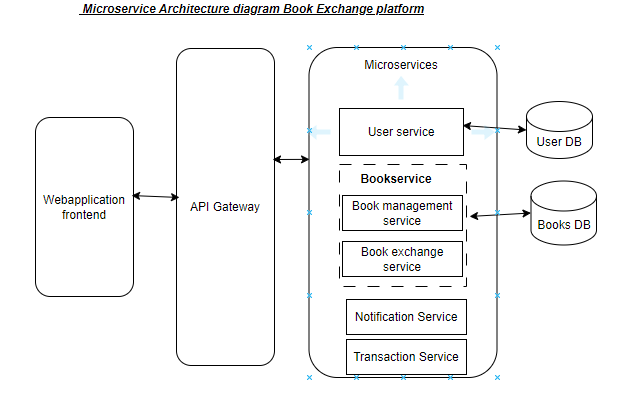 Microservice Architecture diagram Book Exchange platform
Microservices
User service
User DB
Bookservice
Webapplication
frontend
API Gateway
Book management
service
Books DB
Book exchange
service
Notification Service
Transaction Service